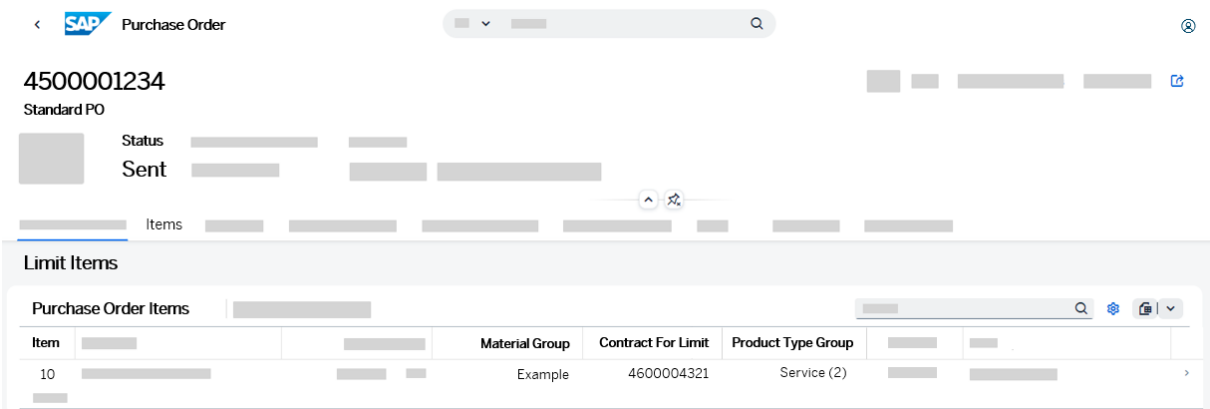 SAP Purchase Order
4500001234
Standard PO
Status
Sent
Items
Limit Items
Purchase Order Items
Item Material Group Contract For Limit Product Type Group
10 Example 4600004321 Service (2)